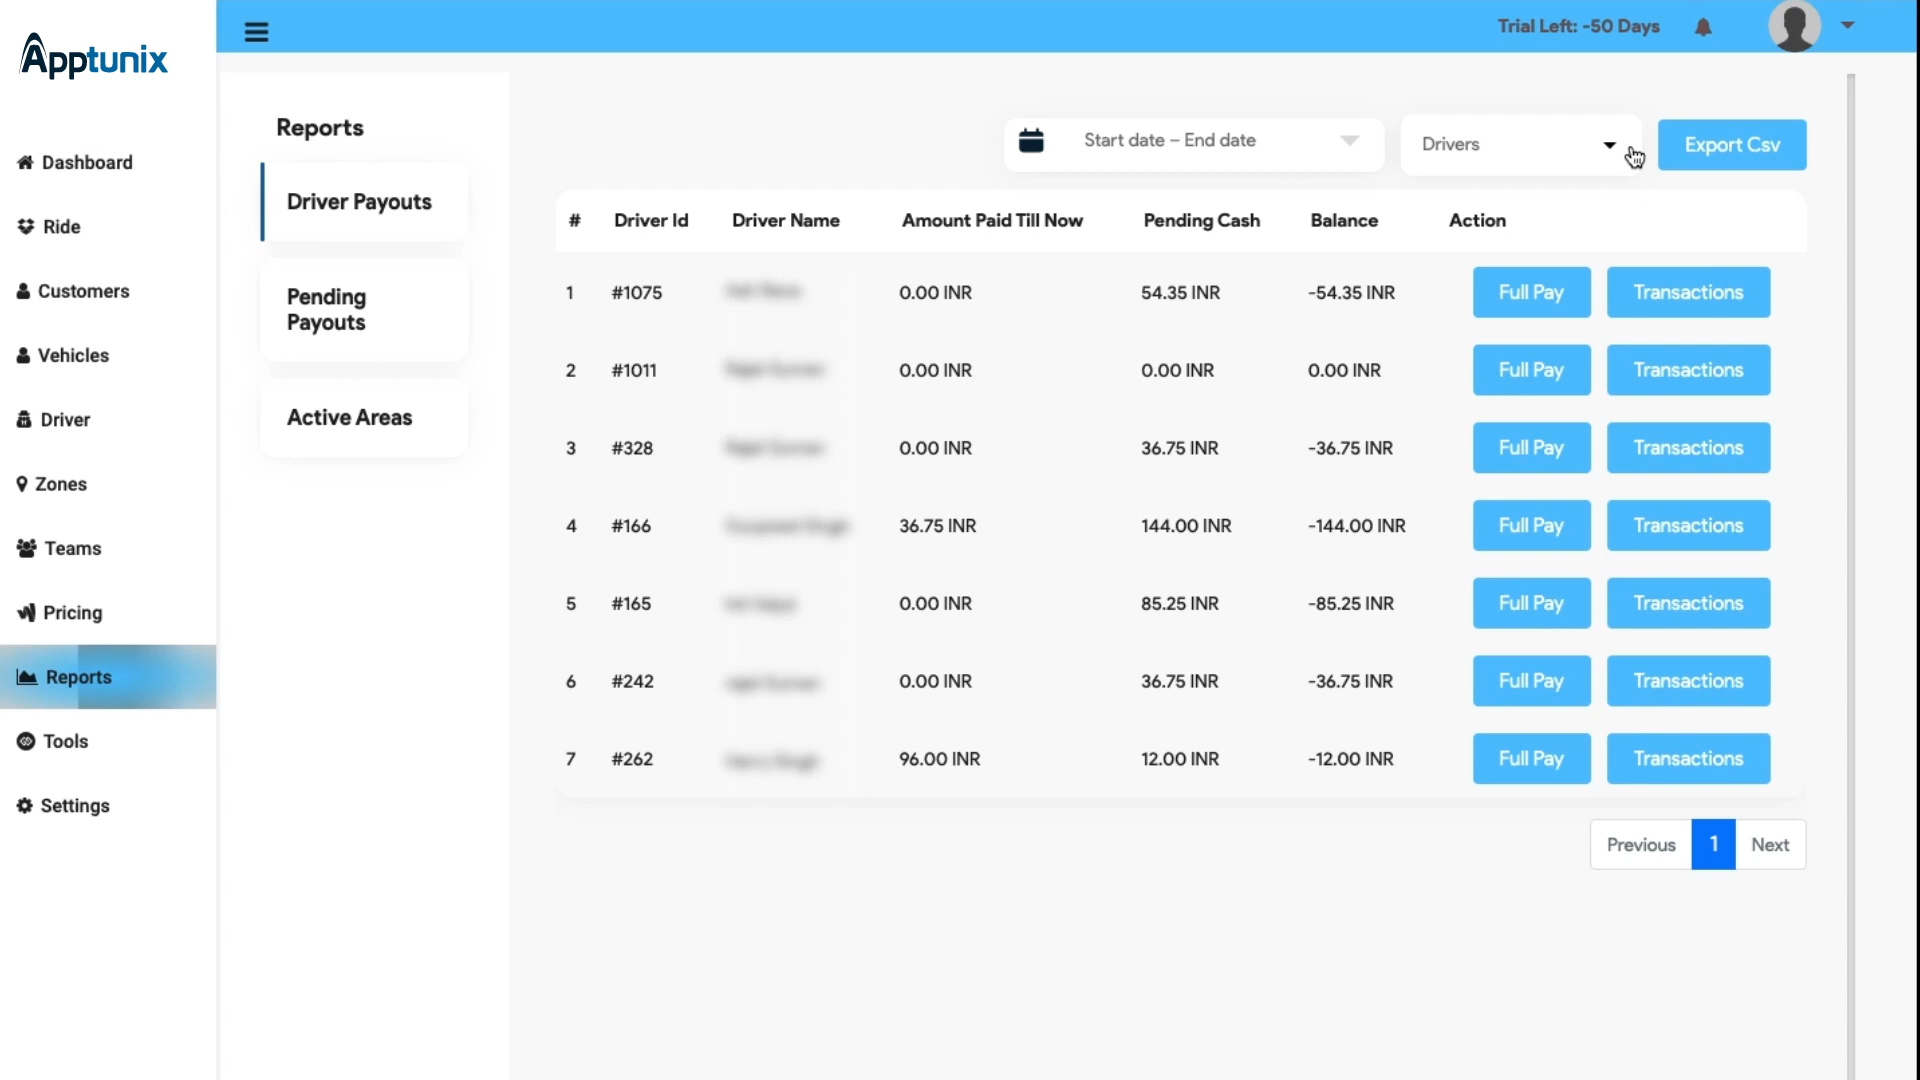 Apptunix
Trial Left: -50 Days
Dashboard
Ride
Customers
Vehicles
Driver
Zones
Teams
Pricing
Reports
Tools
Settings
Reports
Driver Payouts
Pending
Payouts
Active Areas
Start date – End date
Drivers
Export Csv
# Driver Id Driver Name Amount Paid Till Now Pending Cash Balance Action
1 #1075 0.00 INR 54.35 INR -54.35 INR Full Pay Transactions
2 #1011 0.00 INR 0.00 INR 0.00 INR Full Pay Transactions
3 #328 0.00 INR 36.75 INR -36.75 INR Full Pay Transactions
4 #166 36.75 INR 144.00 INR -144.00 INR Full Pay Transactions
5 #165 0.00 INR 85.25 INR -85.25 INR Full Pay Transactions
6 #242 0.00 INR 36.75 INR -36.75 INR Full Pay Transactions
7 #262 96.00 INR 12.00 INR -12.00 INR Full Pay Transactions
Previous 1 Next